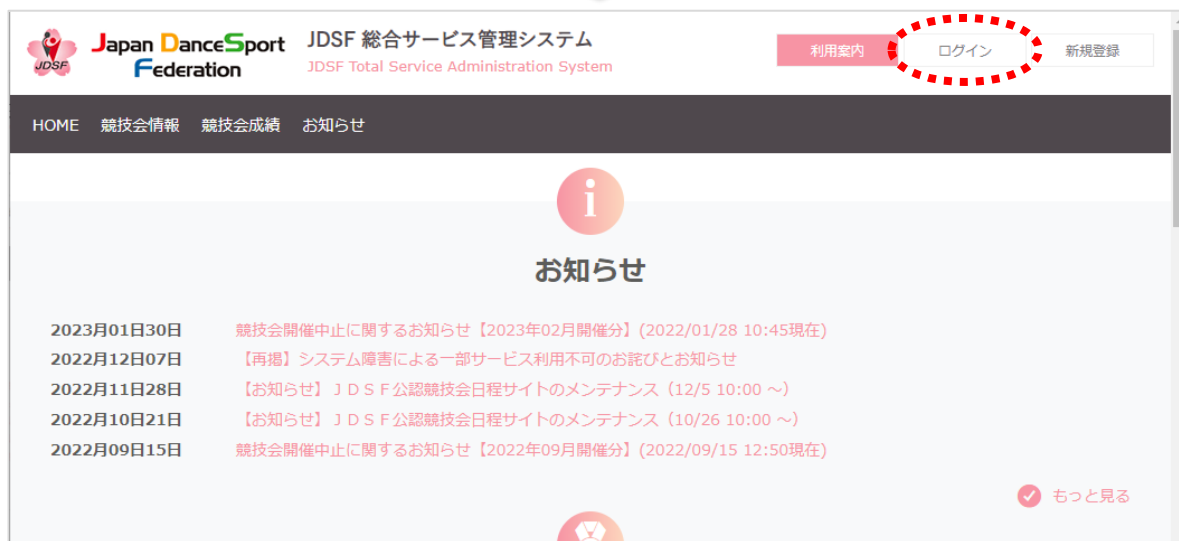 JDSF
Japan DanceSport
Federation
JDSF 総合サービス管理システム
JDSF Total Service Administration System
利用案内 ログイン 新規登録
HOME 競技会情報 競技会成績 お知らせ
i
お知らせ
2023月01日30日 競技会開催中止に関するお知らせ【2023年02月開催分】(2022/01/28 10:45現在)
2022月12日07日 【再掲】システム障害による一部サービス利用不可のお詫びとお知らせ
2022月11日28日 【お知らせ】ＪＤＳＦ公認競技会日程サイトのメンテナンス（12/5 10:00 ～）
2022月10日21日 【お知らせ】ＪＤＳＦ公認競技会日程サイトのメンテナンス（10/26 10:00 ～）
2022月09日15日 競技会開催中止に関するお知らせ【2022年09月開催分】(2022/09/15 12:50現在)
もっと見る